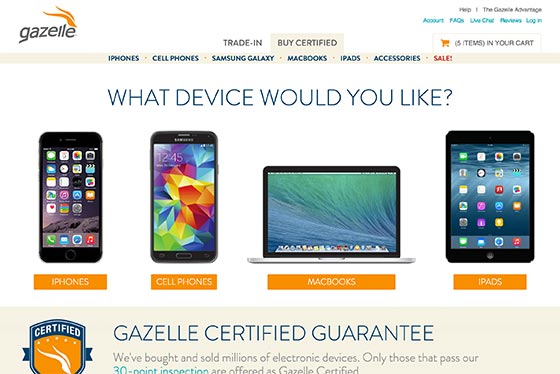 gazelle
Help | The Gazelle Advantage
Account FAQs Live Chat Reviews Log in
TRADE-IN BUY CERTIFIED (5 ITEMS) IN YOUR CART
IPHONES • CELL PHONES • SAMSUNG GALAXY • MACBOOKS • IPADS • ACCESSORIES • SALE!
WHAT DEVICE WOULD YOU LIKE?
SAMSUNG
IPHONES CELL PHONES MACBOOKS IPADS
CERTIFIED
GAZELLE CERTIFIED GUARANTEE
We've bought and sold millions of electronic devices. Only those that pass our
30-point inspection are offered as Gazelle Certified.